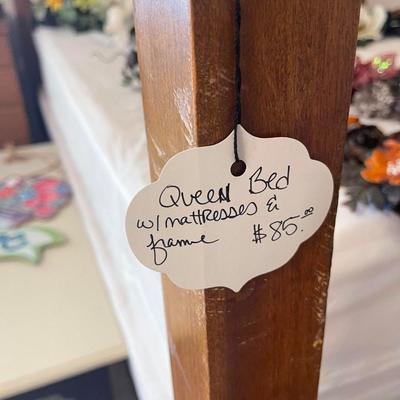 Queen Bed
w/mattresses &
frame $85.00